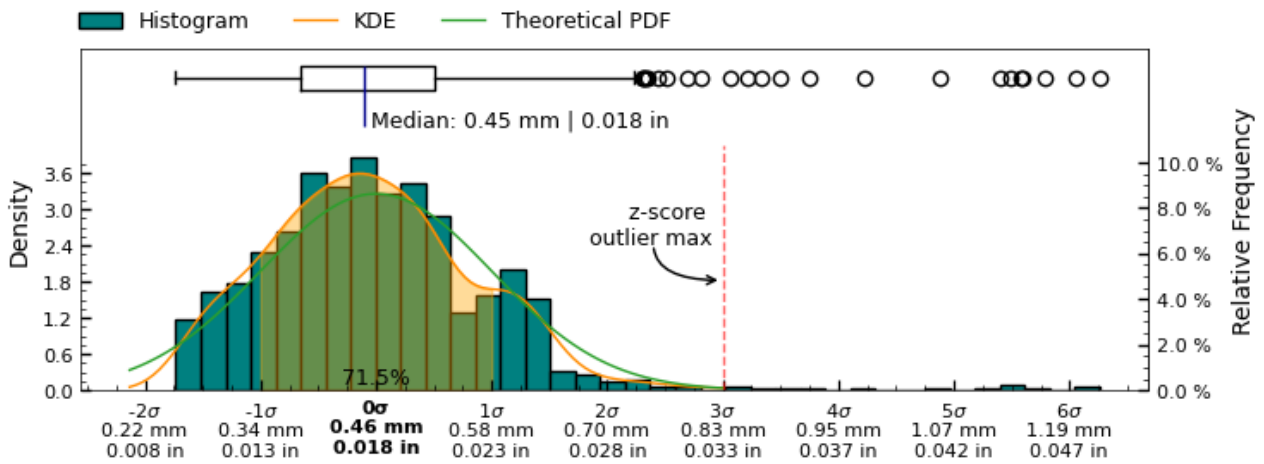 Histogram KDE Theoretical PDF
Median: 0.45 mm | 0.018 in
Density
3.6
3.0
2.4
1.8
1.2
0.6
0.0
z-score
outlier max
71.5%
10.0 %
8.0 %
6.0 %
4.0 %
2.0 %
0.0 %
Relative Frequency
-2σ -1σ 0σ 1σ 2σ 3σ 4σ 5σ 6σ
0.22 mm 0.34 mm 0.46 mm 0.58 mm 0.70 mm 0.83 mm 0.95 mm 1.07 mm 1.19 mm
0.008 in 0.013 in 0.018 in 0.023 in 0.028 in 0.033 in 0.037 in 0.042 in 0.047 in